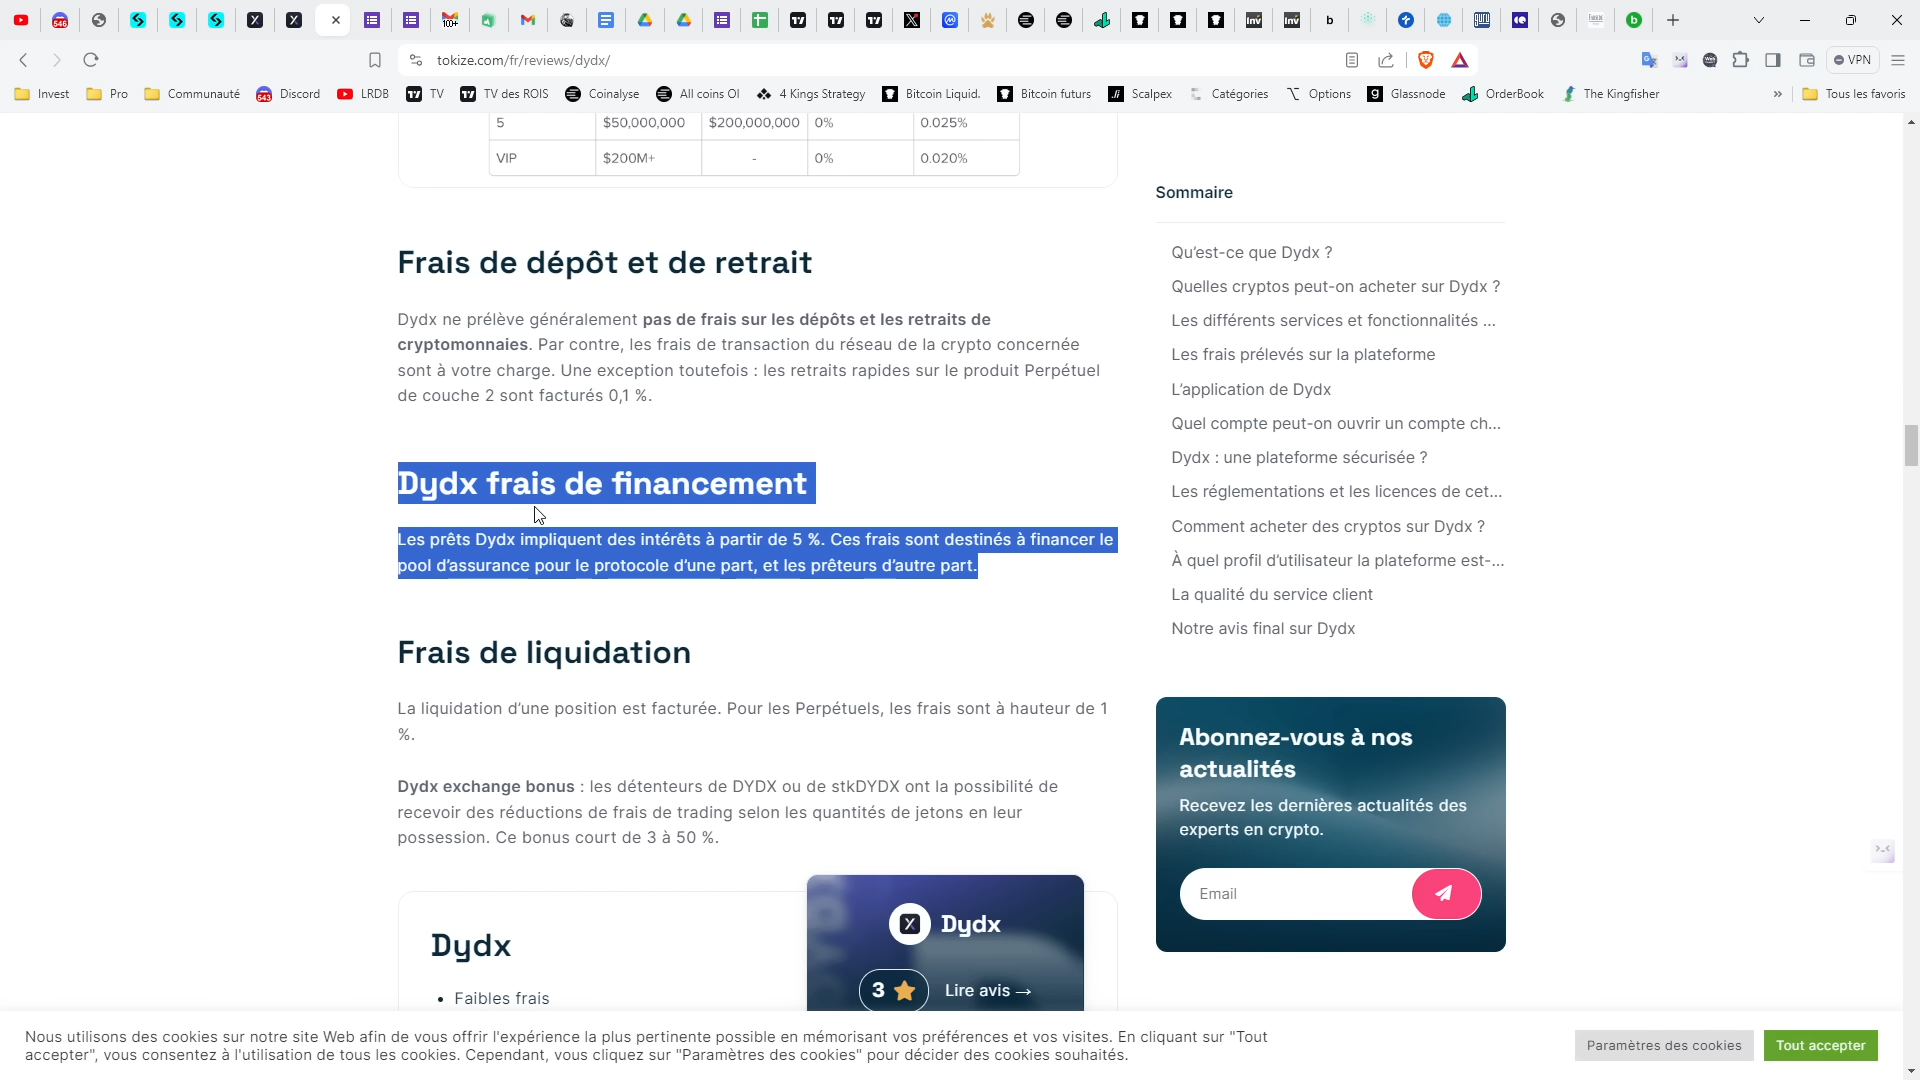 tokize.com/fr/reviews/dydx/
VPN
Invest
Pro
Communauté
Discord
LRDB
TV
TV des ROIS
Coinalyse
All coins OI
4 Kings Strategy
Bitcoin Liquid.
Bitcoin futurs
Scalpex
Catégories
Options
Glassnode
OrderBook
The Kingfisher
»
Tous les favoris
5 $50,000,000 $200,000,000 0% 0.025%
VIP $200M+ - 0% 0.020%
Frais de dépôt et de retrait
Dydx ne prélève généralement pas de frais sur les dépôts et les retraits de
cryptomonnaies. Par contre, les frais de transaction du réseau de la crypto concernée
sont à votre charge. Une exception toutefois : les retraits rapides sur le produit Perpétuel
de couche 2 sont facturés 0,1 %.
Dydx frais de financement
Les prêts Dydx impliquent des intérêts à partir de 5 %. Ces frais sont destinés à financer le
pool d'assurance pour le protocole d'une part, et les prêteurs d'autre part.
Frais de liquidation
La liquidation d'une position est facturée. Pour les Perpétuels, les frais sont à hauteur de 1
%.
Dydx exchange bonus : les détenteurs de DYDX ou de stkDYDX ont la possibilité de
recevoir des réductions de frais de trading selon les quantités de jetons en leur
possession. Ce bonus court de 3 à 50 %.
Dydx
• Faibles frais
Dydx
3
Lire avis →
Sommaire
Qu'est-ce que Dydx ?
Quelles cryptos peut-on acheter sur Dydx ?
Les différents services et fonctionnalités ...
Les frais prélevés sur la plateforme
L'application de Dydx
Quel compte peut-on ouvrir un compte ch...
Dydx : une plateforme sécurisée ?
Les réglementations et les licences de cet...
Comment acheter des cryptos sur Dydx ?
À quel profil d'utilisateur la plateforme est-...
La qualité du service client
Notre avis final sur Dydx
Abonnez-vous à nos
actualités
Recevez les dernières actualités des
experts en crypto.
Email
Nous utilisons des cookies sur notre site Web afin de vous offrir l'expérience la plus pertinente possible en mémorisant vos préférences et vos visites. En cliquant sur "Tout
accepter", vous consentez à l'utilisation de tous les cookies. Cependant, vous cliquez sur "Paramètres des cookies" pour décider des cookies souhaités.
Paramètres des cookies
Tout accepter